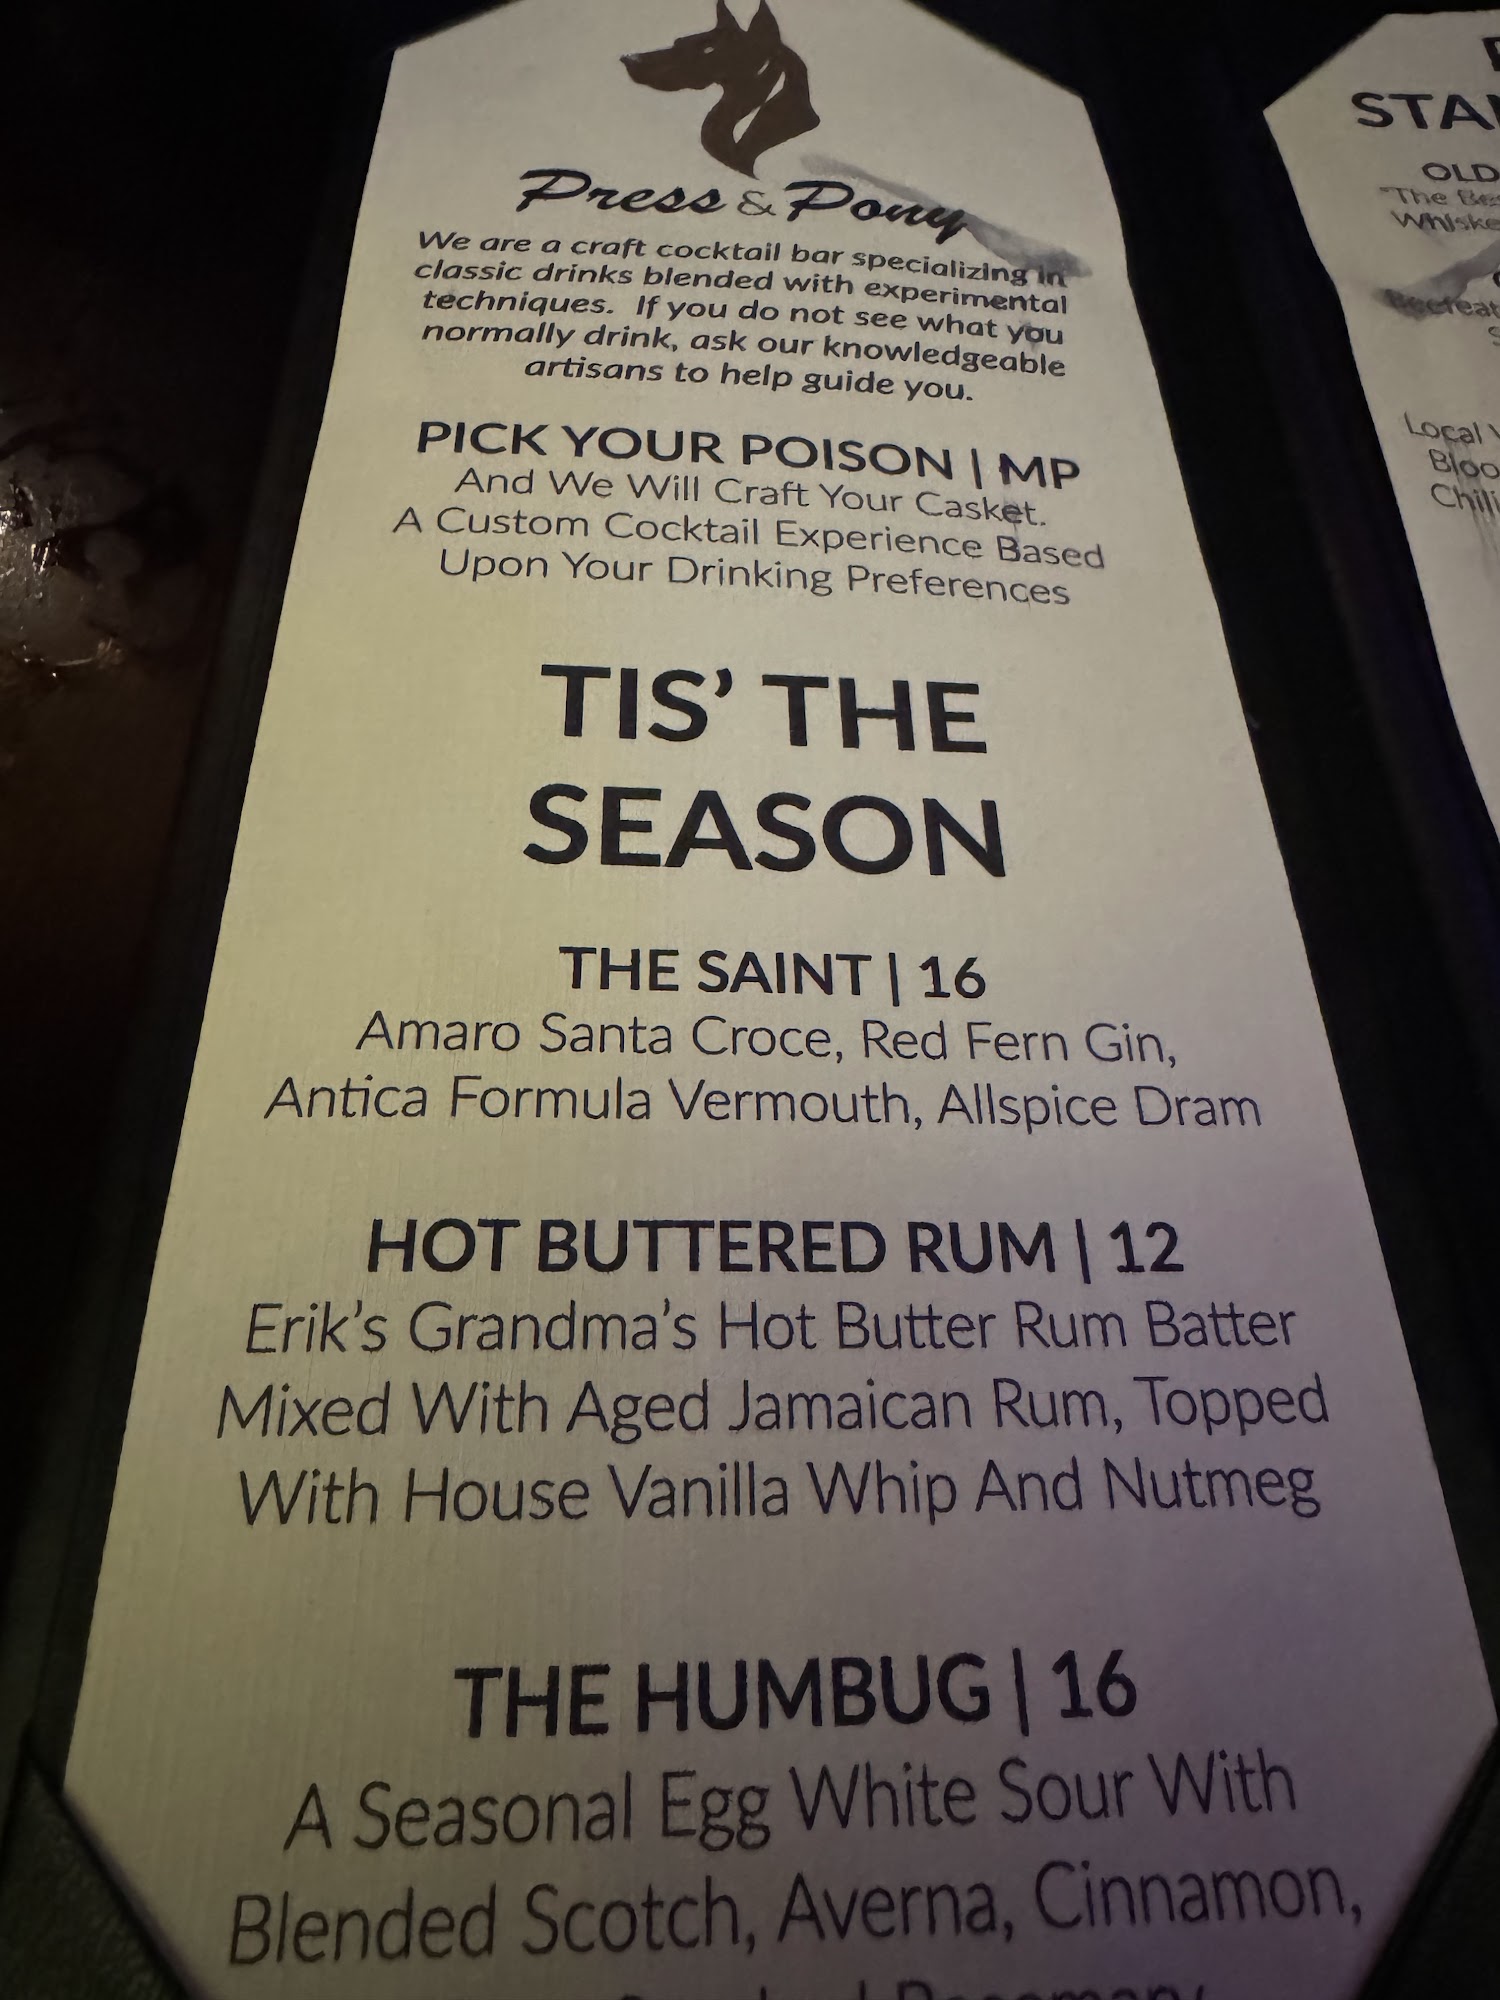 Press & Pony
We are a craft cocktail bar specializing in
classic drinks blended with experimental
techniques. If you do not see what you
normally drink, ask our knowledgeable
artisans to help guide you.
PICK YOUR POISON | MP
And We Will Craft Your Casket.
A Custom Cocktail Experience Based
Upon Your Drinking Preferences
TIS’ THE
SEASON
THE SAINT | 16
Amaro Santa Croce, Red Fern Gin,
Antica Formula Vermouth, Allspice Dram
HOT BUTTERED RUM | 12
Erik’s Grandma’s Hot Butter Rum Batter
Mixed With Aged Jamaican Rum, Topped
With House Vanilla Whip And Nutmeg
THE HUMBUG | 16
A Seasonal Egg White Sour With
Blended Scotch, Averna, Cinnamon,
Rosemary
OLD
"The
Local